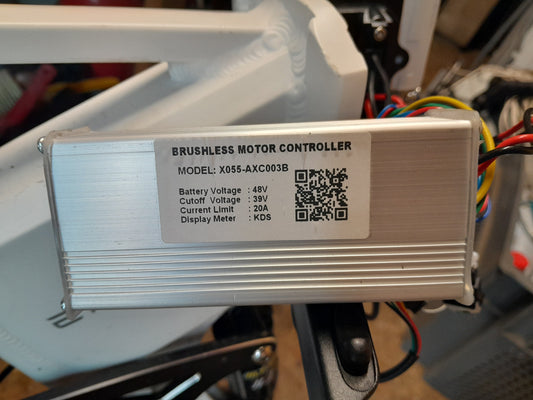 BRUSHLESS MOTOR CONTROLLER
MODEL: X055-AXC003B
Battery Voltage : 48V
Cutoff Voltage : 39V
Current Limit : 20A
Display Meter : KDS